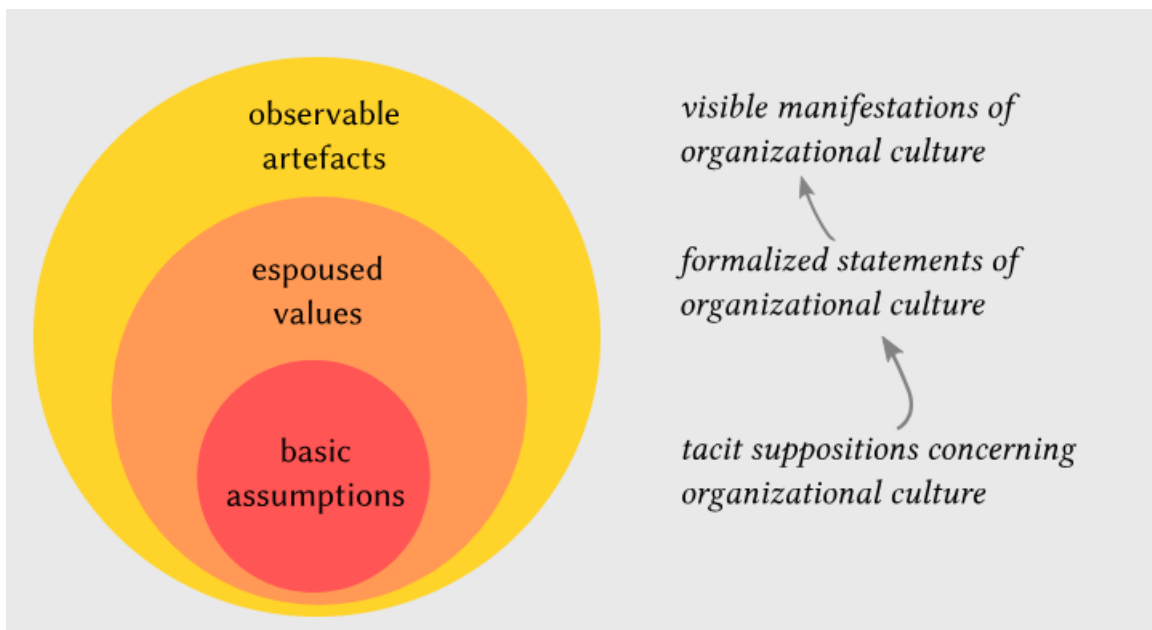 observable
artefacts
espoused
values
basic
assumptions
visible manifestations of
organizational culture
formalized statements of
organizational culture
tacit suppositions concerning
organizational culture